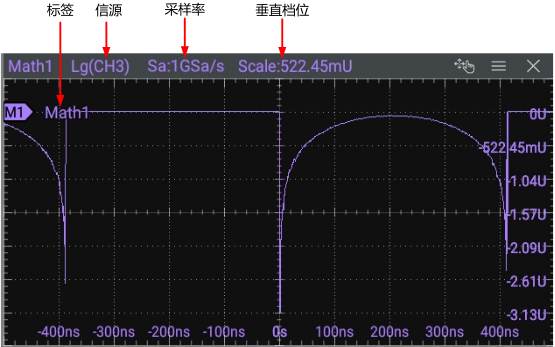 标签 信源 采样率 垂直档位
Math1 Lg(CH3) Sa:1GSa/s Scale:522.45mU
M1 Math1 0U
-522.45mU
-1.04U
-1.57U
-2.09U
-2.61U
-3.13U
-400ns -300ns -200ns -100ns 0s 100ns 200ns 300ns 400ns